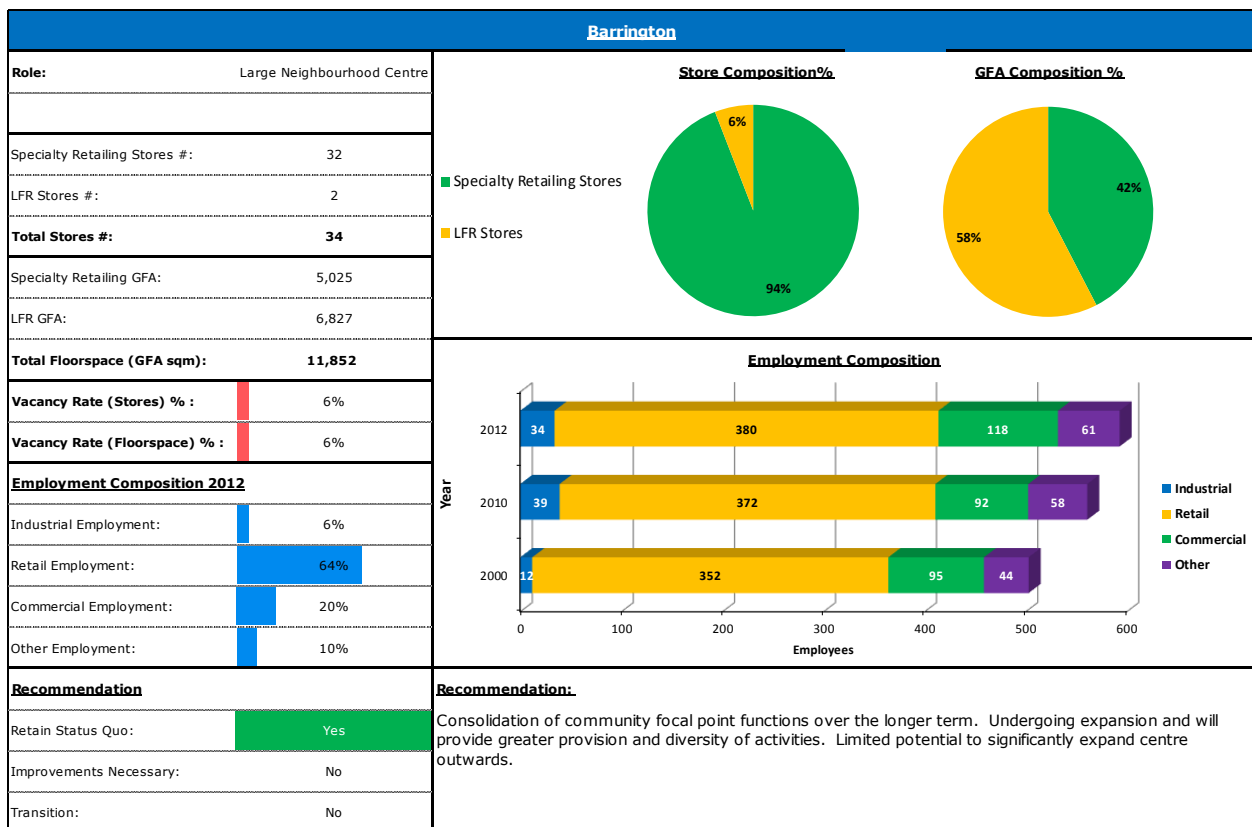 Barrington
Role: Large Neighbourhood Centre
Specialty Retailing Stores #: 32
LFR Stores #: 2
Total Stores #: 34
Specialty Retailing GFA: 5,025
LFR GFA: 6,827
Total Floorspace (GFA sqm): 11,852
Vacancy Rate (Stores) % : 6%
Vacancy Rate (Floorspace) % : 6%
Employment Composition 2012
Industrial Employment: 6%
Retail Employment: 64%
Commercial Employment: 20%
Other Employment: 10%
Recommendation
Retain Status Quo: Yes
Improvements Necessary: No
Transition: No
Store Composition%
6%
94%
Specialty Retailing Stores
LFR Stores
GFA Composition %
42%
58%
Employment Composition
Year
2012 34 380 118 61
2010 39 372 92 58
2000 12 352 95 44
0 100 200 300 400 500 600
Employees
Industrial
Retail
Commercial
Other
Recommendation:
Consolidation of community focal point functions over the longer term. Undergoing expansion and will
provide greater provision and diversity of activities. Limited potential to significantly expand centre
outwards.